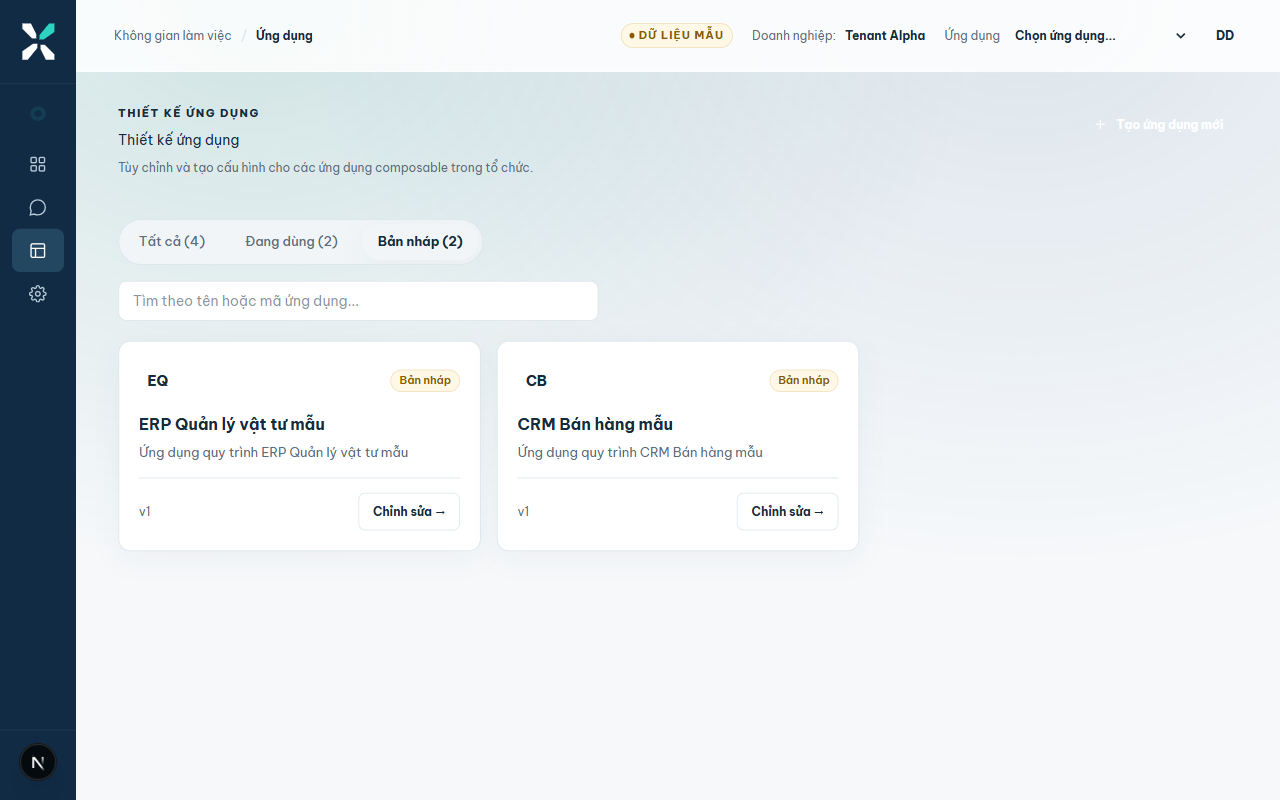 Không gian làm việc / Ứng dụng
DỮ LIỆU MẪU
Doanh nghiệp: Tenant Alpha
Ứng dụng Chọn ứng dụng...
DD
THIẾT KẾ ỨNG DỤNG
Thiết kế ứng dụng
Tùy chỉnh và tạo cấu hình cho các ứng dụng composable trong tổ chức.
+ Tạo ứng dụng mới
Tất cả (4) Đang dùng (2) Bản nháp (2)
Tìm theo tên hoặc mã ứng dụng...
EQ Bản nháp
ERP Quản lý vật tư mẫu
Ứng dụng quy trình ERP Quản lý vật tư mẫu
v1 Chỉnh sửa →
CB Bản nháp
CRM Bán hàng mẫu
Ứng dụng quy trình CRM Bán hàng mẫu
v1 Chỉnh sửa →
N